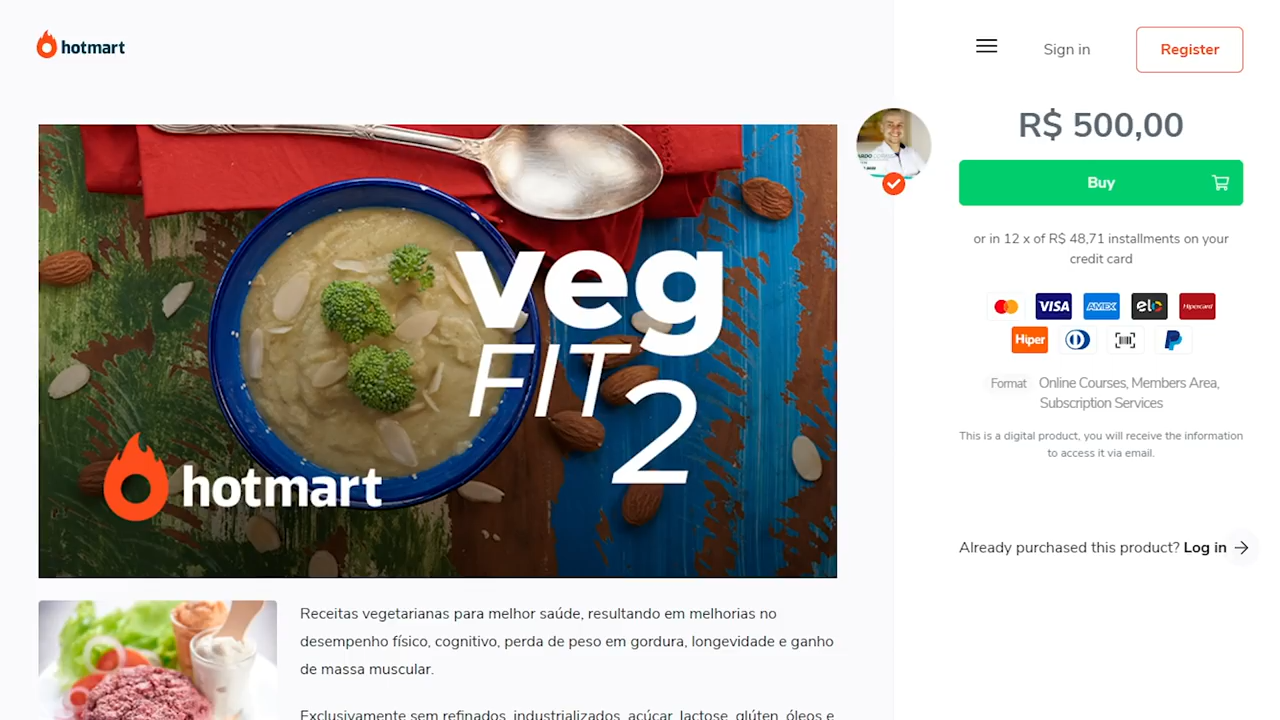 hotmart
Sign in
Register
R$ 500,00
Buy
or in 12 x of R$ 48,71 installments on your
credit card
VISA
AMEX
elo
Hipercard
Hiper
Format
Online Courses, Members Area,
Subscription Services
This is a digital product, you will receive the information
to access it via email.
Already purchased this product? Log in
veg
FIT
2
hotmart
Receitas vegetarianas para melhor saúde, resultando em melhorias no
desempenho físico, cognitivo, perda de peso em gordura, longevidade e ganho
de massa muscular.
Exclusivamente sem refinados, industrializados, açúcar, lactose, glúten, óleos e